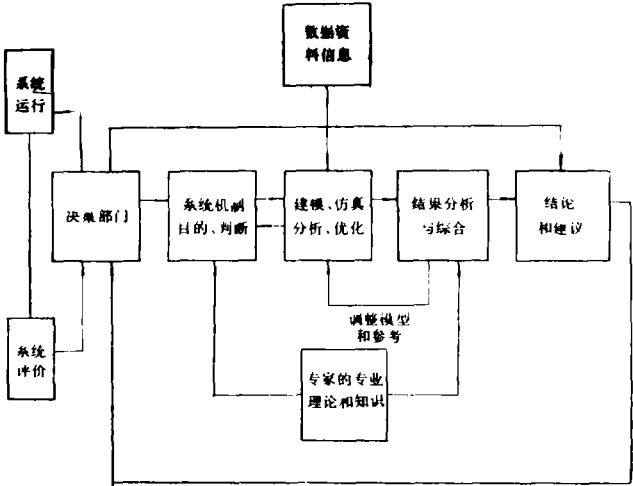 数据资
料信息
系统
运行
决策部门
系统机制
目的、判断
建模、仿真
分析、优化
结果分析
与综合
结论
和建议
调整模型
和参考
系统
评价
专家的专业
理论和知识